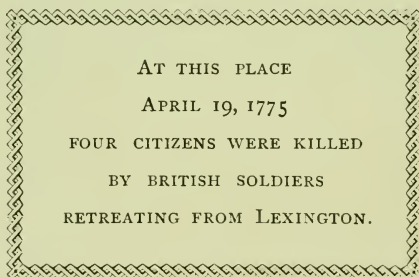 AT THIS PLACE
APRIL 19, 1775
FOUR CITIZENS WERE KILLED
BY BRITISH SOLDIERS
RETREATING FROM LEXINGTON.